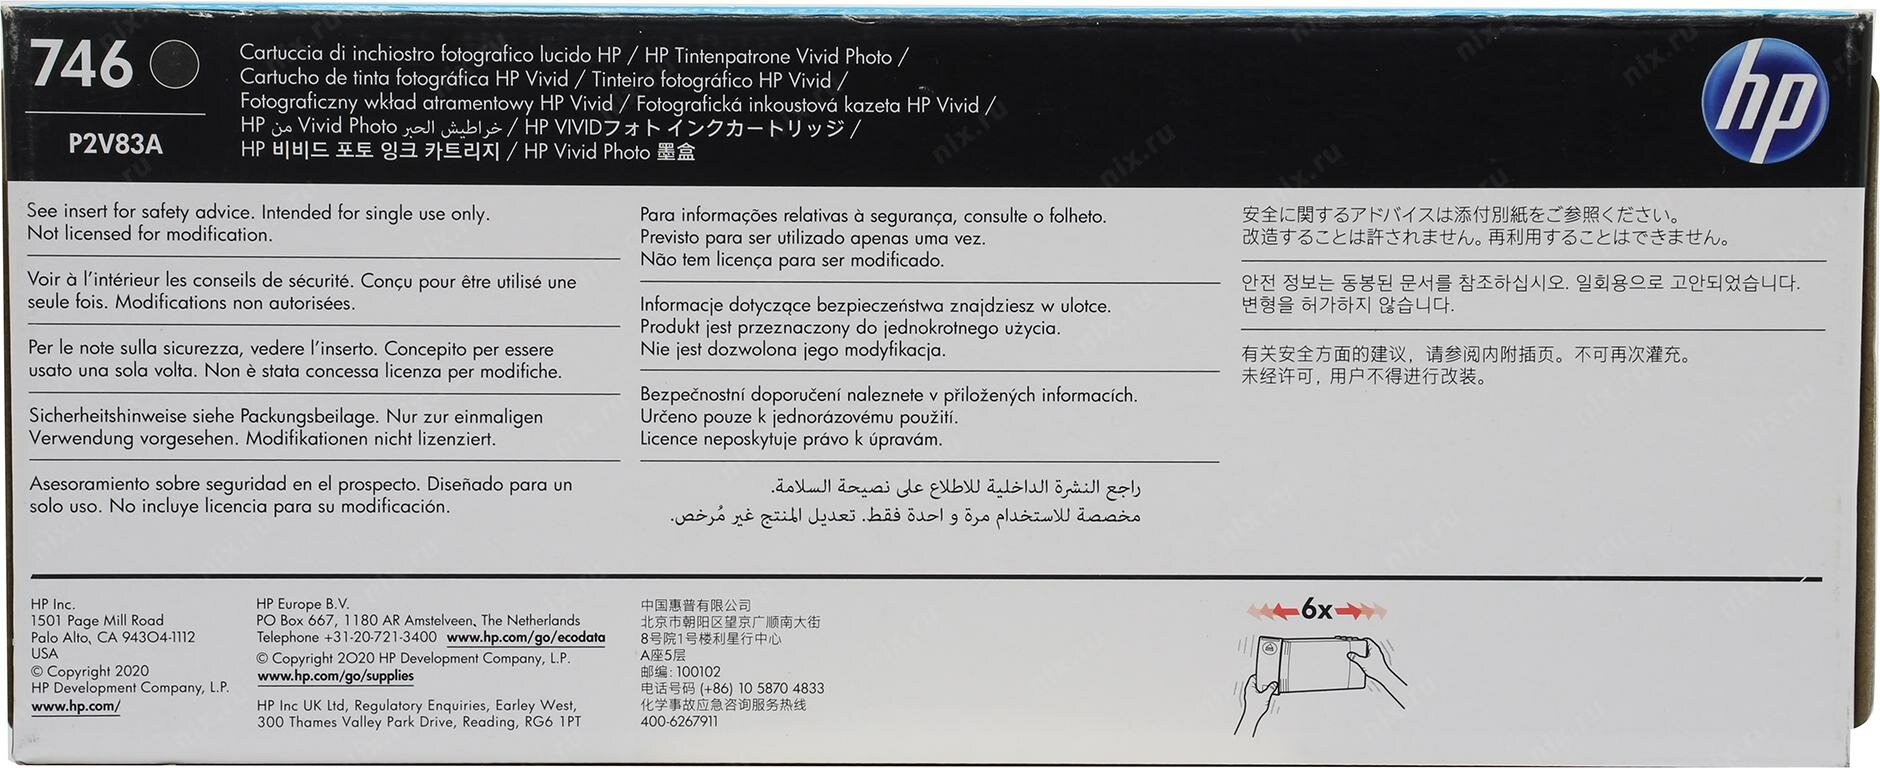 746
P2V83A
Cartuccia di inchiostro fotografico lucido HP / HP Tintenpatrone Vivid Photo /
Cartucho de tinta fotográfica HP Vivid / Tinteiro fotográfico HP Vivid /
Fotograficzny wkład atramentowy HP Vivid / Fotografická inkoustová kazeta HP Vivid /
خراطيش الحبر Vivid Photo من HP / HP VIVIDフォト インクカートリッジ /
HP 비비드 포토 잉크 카트리지 / HP Vivid Photo 墨盒
hp
See insert for safety advice. Intended for single use only.
Not licensed for modification.
Voir à l'intérieur les conseils de sécurité. Conçu pour être utilisé une
seule fois. Modifications non autorisées.
Per le note sulla sicurezza, vedere l'inserto. Concepito per essere
usato una sola volta. Non è stata concessa licenza per modifiche.
Sicherheitshinweise siehe Packungsbeilage. Nur zur einmaligen
Verwendung vorgesehen. Modifikationen nicht lizenziert.
Asesoramiento sobre seguridad en el prospecto. Diseñado para un
solo uso. No incluye licencia para su modificación.
Para informações relativas à segurança, consulte o folheto.
Previsto para ser utilizado apenas uma vez.
Não tem licença para ser modificado.
Informacje dotyczące bezpieczeństwa znajdziesz w ulotce.
Produkt jest przeznaczony do jednokrotnego użycia.
Nie jest dozwolona jego modyfikacja.
Bezpečnostní doporučení naleznete v přiložených informacích.
Určeno pouze k jednorázovému použití.
Licence neposkytuje právo k úpravám.
راجع النشرة الداخلية للاطلاع على نصيحة السلامة.
مخصصة للاستخدام مرة و احدة فقط. تعديل المنتج غير مُرخص.
安全に関するアドバイスは添付別紙をご参照ください。
改造することは許されません。再利用することはできません。
안전 정보는 동봉된 문서를 참조하십시오. 일회용으로 고안되었습니다.
변형을 허가하지 않습니다.
有关安全方面的建议，请参阅内附插页。不可再次灌充。
未经许可，用户不得进行改装。
HP Inc.
1501 Page Mill Road
Palo Alto, CA 94304-1112
USA
© Copyright 2020
HP Development Company, L.P.
www.hp.com/
HP Europe B.V.
PO Box 667, 1180 AR Amstelveen, The Netherlands
Telephone +31-20-721-3400 www.hp.com/go/ecodata
© Copyright 2020 HP Development Company, L.P.
www.hp.com/go/supplies
HP Inc UK Ltd, Regulatory Enquiries, Earley West,
300 Thames Valley Park Drive, Reading, RG6 1PT
中国惠普有限公司
北京市朝阳区望京广顺南大街
8号院1号楼利星行中心
A座5层
邮编: 100102
电话号码 (+86) 10 5870 4833
化学事故应急咨询服务热线
400-6267911
6x
nix.ru